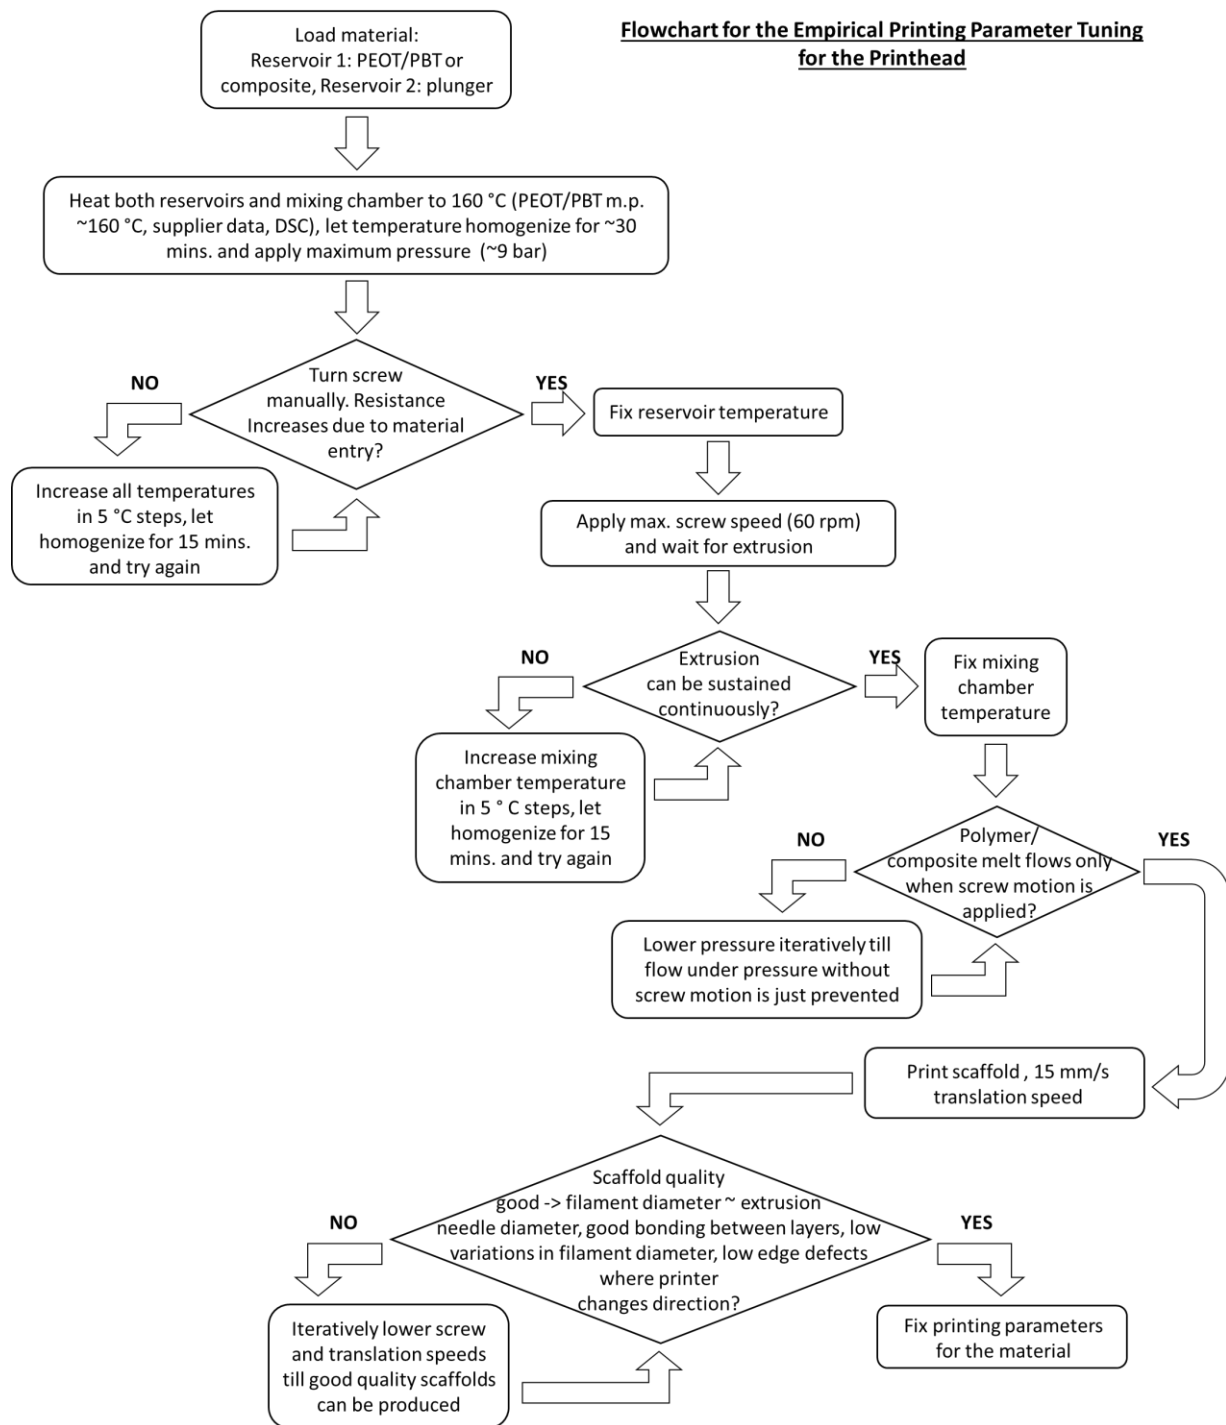 Flowchart for the Empirical Printing Parameter Tuning
for the Printhead
Load material:
Reservoir 1: PEOT/PBT or
composite, Reservoir 2: plunger
Heat both reservoirs and mixing chamber to 160 °C (PEOT/PBT m.p.
~160 °C, supplier data, DSC), let temperature homogenize for ~30
mins. and apply maximum pressure (~9 bar)
Turn screw
manually. Resistance
Increases due to material
entry?
NO
YES
Increase all temperatures
in 5 °C steps, let
homogenize for 15 mins.
and try again
Fix reservoir temperature
Apply max. screw speed (60 rpm)
and wait for extrusion
Extrusion
can be sustained
continuously?
NO
YES
Increase mixing
chamber temperature
in 5 ° C steps, let
homogenize for 15
mins. and try again
Fix mixing
chamber
temperature
Polymer/
composite melt flows only
when screw motion is
applied?
NO
YES
Lower pressure iteratively till
flow under pressure without
screw motion is just prevented
Print scaffold , 15 mm/s
translation speed
Scaffold quality
good -> filament diameter ~ extrusion
needle diameter, good bonding between layers, low
variations in filament diameter, low edge defects
where printer
changes direction?
NO
YES
Iteratively lower screw
and translation speeds
till good quality scaffolds
can be produced
Fix printing parameters
for the material